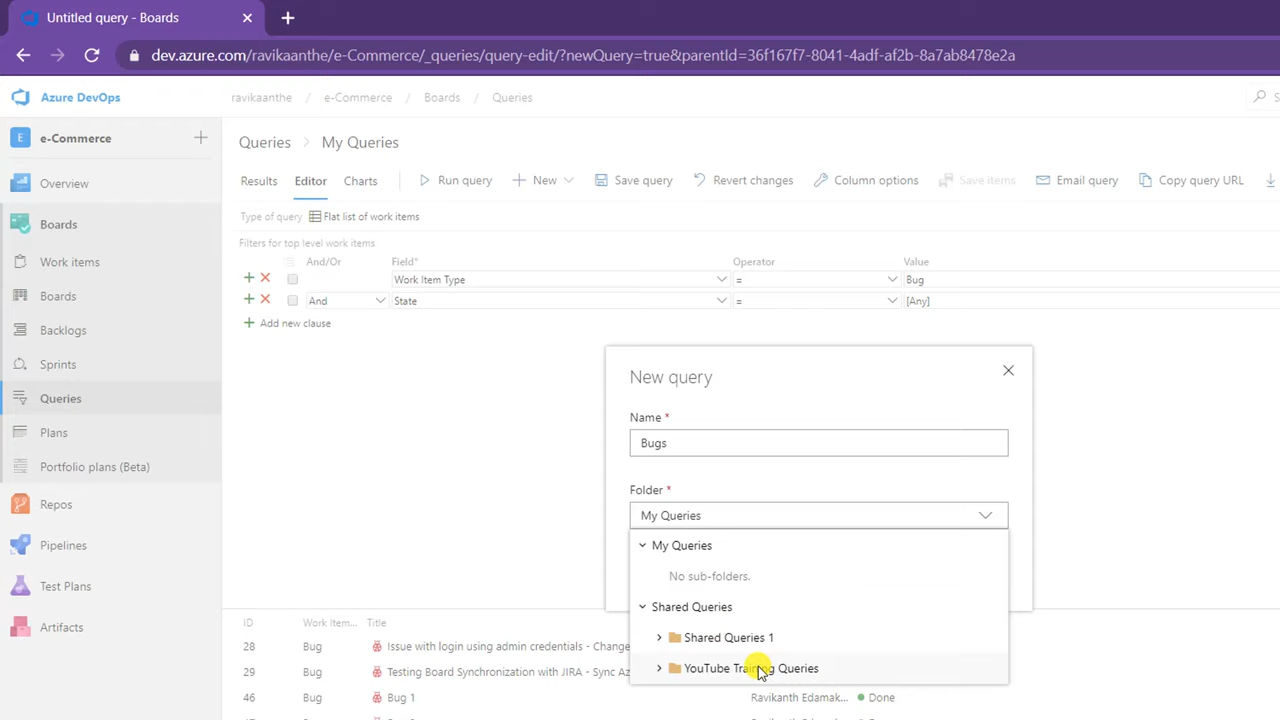 Untitled query - Boards
dev.azure.com/ravikaanthe/e-Commerce/_queries/query-edit/?newQuery=true&parentId=36f167f7-8041-4adf-af2b-8a7ab8478e2a
Azure DevOps
ravikaanthe / e-Commerce / Boards / Queries
E e-Commerce
Queries > My Queries
Overview
Results Editor Charts Run query New Save query Revert changes Column options Save items Email query Copy query URL
Type of query Flat list of work items
Boards
Filters for top level work items
And/Or Field* Operator Value
Work items
Work Item Type = Bug
And State = [Any]
Boards
Add new clause
Backlogs
Sprints
New query
Queries
Name *
Plans
Bugs
Portfolio plans (Beta)
Folder *
Repos
My Queries
Pipelines
My Queries
No sub-folders.
Test Plans
Shared Queries
Artifacts
Shared Queries 1
YouTube Training Queries
ID Work Item... Title
28 Bug Issue with login using admin credentials - Change
29 Bug Testing Board Synchronization with JIRA - Sync Az
46 Bug Bug 1 Ravikanth Edamak... Done